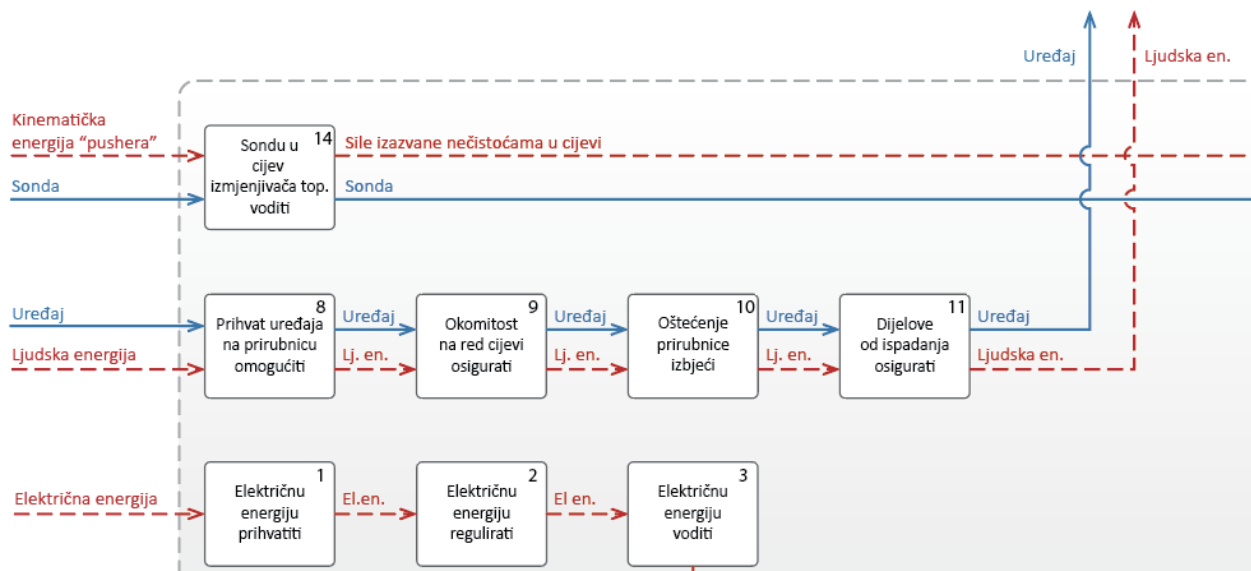 Uređaj
Ljudska en.
Kinematička
energija “pushera”
14
Sondu u
cijev
izmjenjivača top.
voditi
Sile izazvane nečistoćama u cijevi
Sonda
Sonda
Uređaj
Ljudska energija
8
Prihvat uređaja
na prirubnicu
omogućiti
Uređaj
Lj. en.
9
Okomitost
na red cijevi
osigurati
Uređaj
Lj. en.
10
Oštećenje
prirubnice
izbjeći
Uređaj
Lj. en.
11
Dijelove
od ispadanja
osigurati
Uređaj
Ljudska en.
Električna energija
1
Električnu
energiju
prihvatiti
El.en.
2
Električnu
energiju
regulirati
El en.
3
Električnu
energiju
voditi